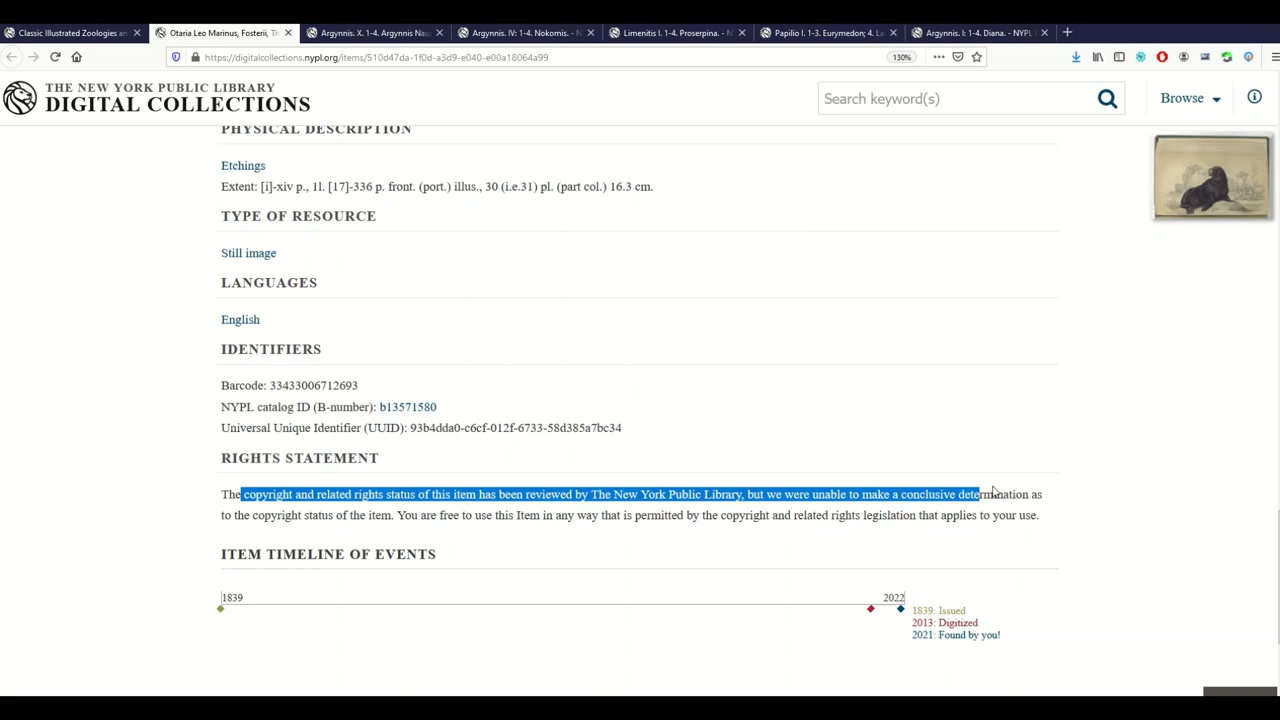 Classic Illustrated Zoologies and
Otaria Leo Marinus, Fosterii, Th
Argynnis. X. 1-4. Argynnis Nau
Argynnis. IV: 1-4. Nokomis. -
Limenitis I. 1-4. Proserpina. -
Papilio I. 1-3. Eurymedon; 4. La
Argynnis. I: 1-4. Diana. - NYPL
https://digitalcollections.nypl.org/items/510d47da-1f0d-a3d9-e040-e00a18064a99
130%
THE NEW YORK PUBLIC LIBRARY
DIGITAL COLLECTIONS
Search keyword(s)
Browse
PHYSICAL DESCRIPTION
Etchings
Extent: [i]-xiv p., 1l. [17]-336 p. front. (port.) illus., 30 (i.e.31) pl. (part col.) 16.3 cm.
TYPE OF RESOURCE
Still image
LANGUAGES
English
IDENTIFIERS
Barcode: 33433006712693
NYPL catalog ID (B-number): b13571580
Universal Unique Identifier (UUID): 93b4dda0-c6cf-012f-6733-58d385a7bc34
RIGHTS STATEMENT
The copyright and related rights status of this item has been reviewed by The New York Public Library, but we were unable to make a conclusive determination as
to the copyright status of the item. You are free to use this Item in any way that is permitted by the copyright and related rights legislation that applies to your use.
ITEM TIMELINE OF EVENTS
1839
2022
1839: Issued
2013: Digitized
2021: Found by you!